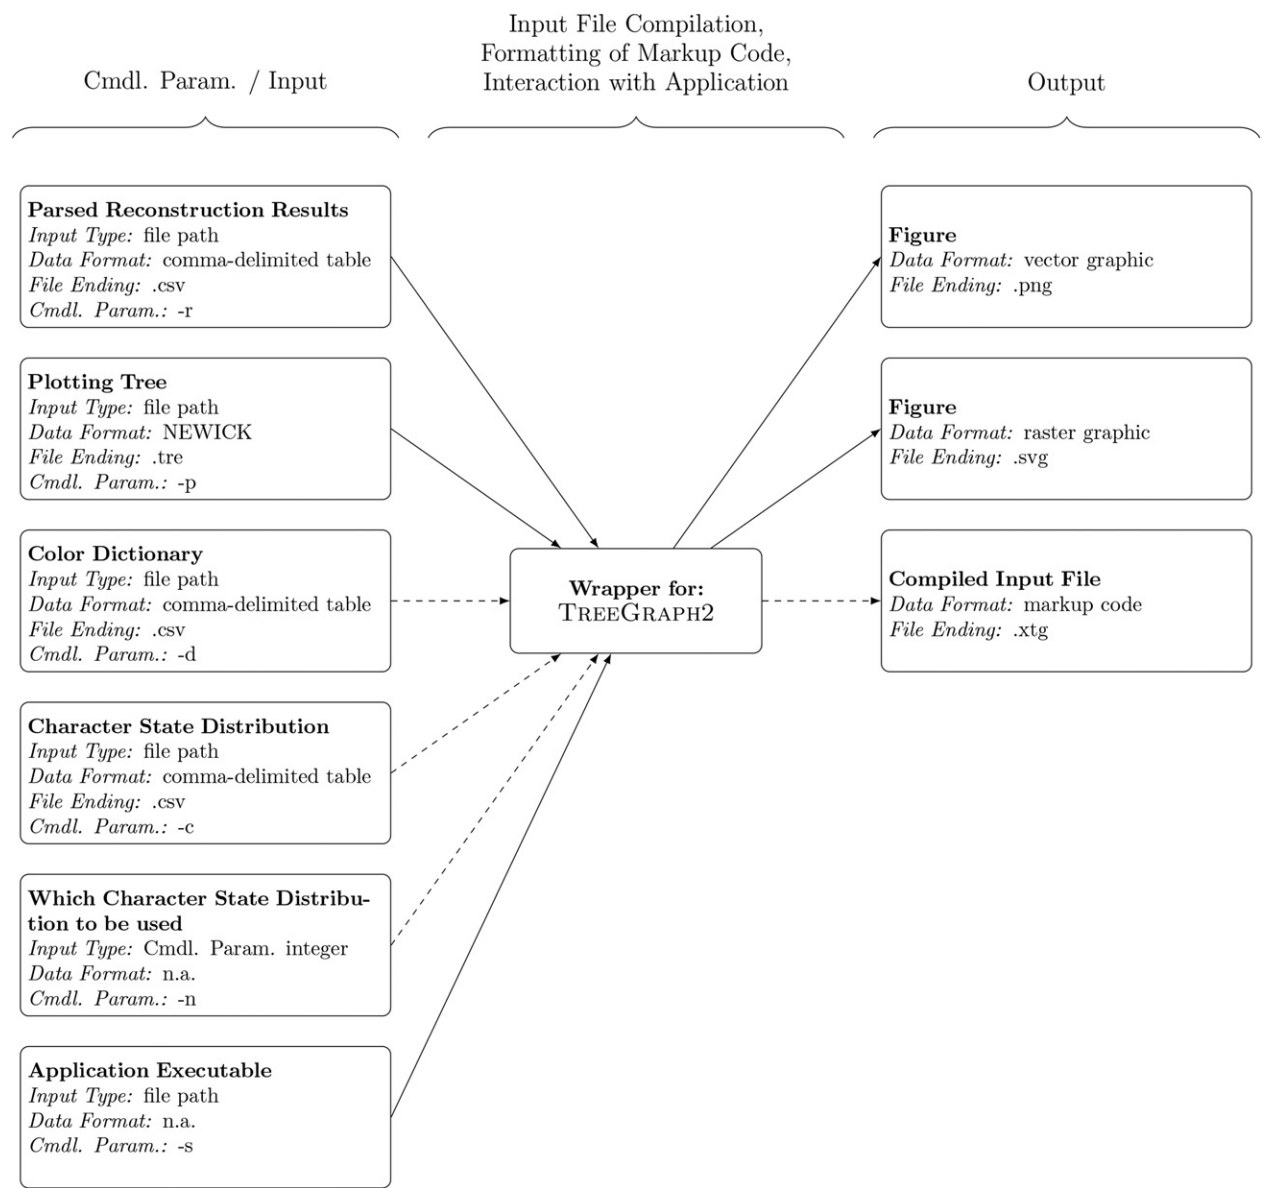 Cmdl. Param. / Input
Input File Compilation,
Formatting of Markup Code,
Interaction with Application
Output
Parsed Reconstruction Results
Input Type: file path
Data Format: comma-delimited table
File Ending: .csv
Cmdl. Param.: -r
Plotting Tree
Input Type: file path
Data Format: NEWICK
File Ending: .tre
Cmdl. Param.: -p
Color Dictionary
Input Type: file path
Data Format: comma-delimited table
File Ending: .csv
Cmdl. Param.: -d
Character State Distribution
Input Type: file path
Data Format: comma-delimited table
File Ending: .csv
Cmdl. Param.: -c
Which Character State Distribu-
tion to be used
Input Type: Cmdl. Param. integer
Data Format: n.a.
Cmdl. Param.: -n
Application Executable
Input Type: file path
Data Format: n.a.
Cmdl. Param.: -s
Wrapper for:
TREEGRAPH2
Figure
Data Format: vector graphic
File Ending: .png
Figure
Data Format: raster graphic
File Ending: .svg
Compiled Input File
Data Format: markup code
File Ending: .xtg